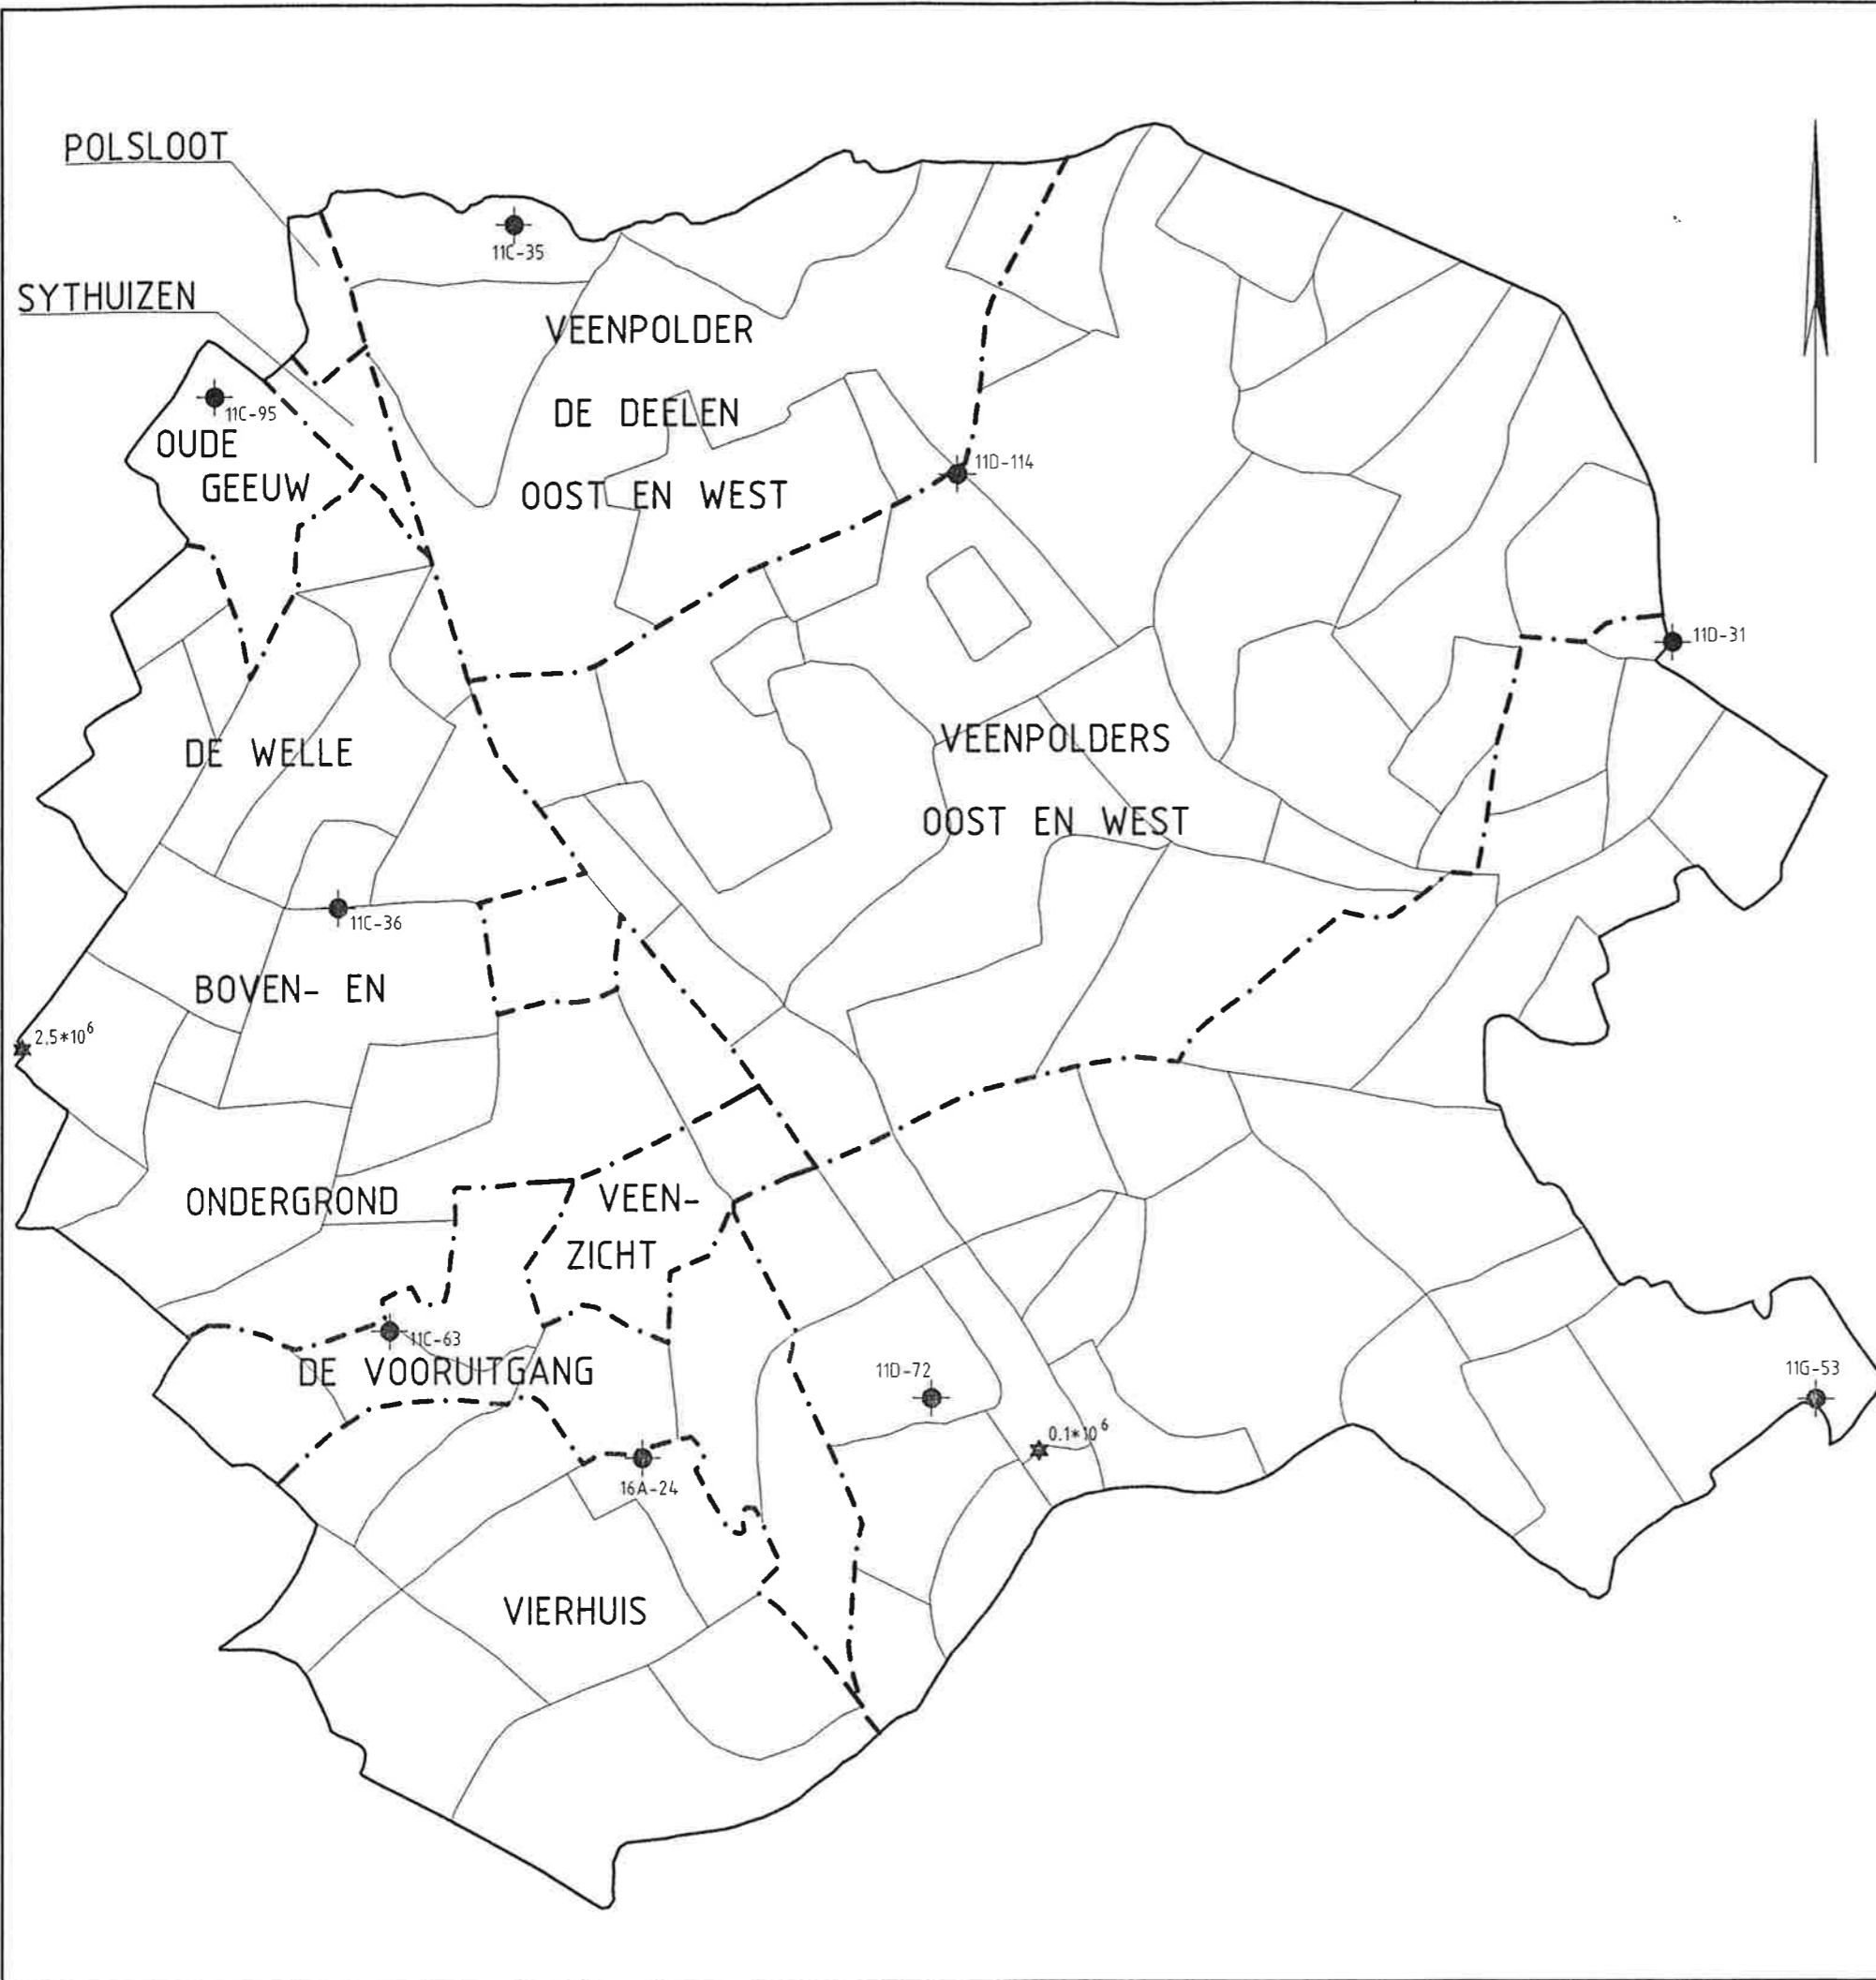 POLSLOOT
11C-35
SYTHUIZEN
VEENPOLDER
DE DEELEN
OOST EN WEST
11C-95
OUDE
GEEUW
11D-114
11D-31
DE WELLE
VEENPOLDERS
OOST EN WEST
11C-36
BOVEN- EN
2.5*10⁶
ONDERGROND
VEEN-
ZICHT
11C-63
DE VOORUITGANG
11D-72
11G-53
0.1*10⁶
16A-24
VIERHUIS